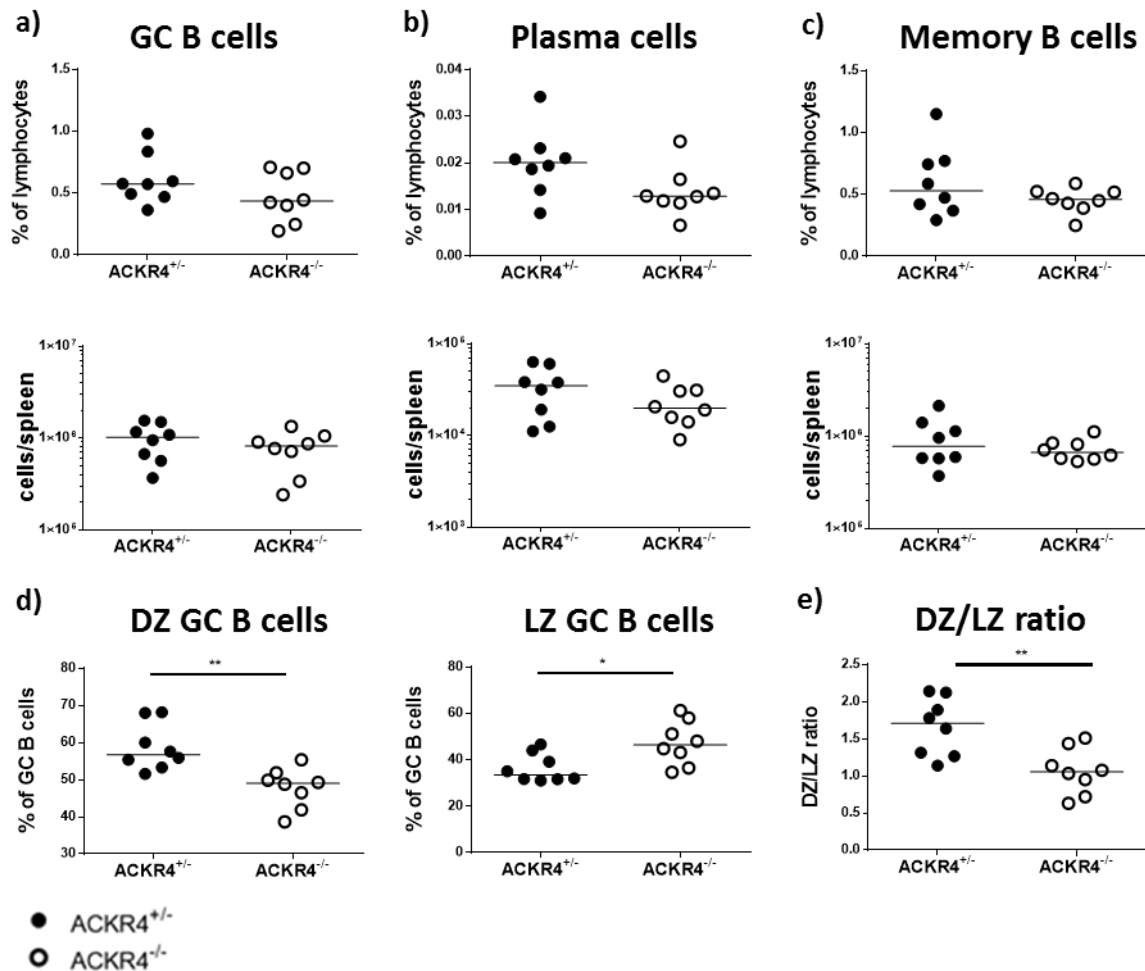 a) GC B cells
% of lymphocytes
1.5
1.0
0.5
0.0
ACKR4+/-
ACKR4-/-
b) Plasma cells
% of lymphocytes
0.04
0.03
0.02
0.01
0.00
ACKR4+/-
ACKR4-/-
c) Memory B cells
% of lymphocytes
1.5
1.0
0.5
0.0
ACKR4+/-
ACKR4-/-
cells/spleen
1×10⁷
1×10⁶
1×10⁶
ACKR4+/-
ACKR4-/-
cells/spleen
1×10⁶
1×10⁴
1×10³
ACKR4+/-
ACKR4-/-
cells/spleen
1×10⁷
1×10⁶
1×10⁶
ACKR4+/-
ACKR4-/-
d) DZ GC B cells
**
% of GC B cells
80
70
60
50
40
30
ACKR4+/-
ACKR4-/-
LZ GC B cells
*
% of GC B cells
80
60
40
20
0
ACKR4+/-
ACKR4-/-
e) DZ/LZ ratio
**
DZ/LZ ratio
2.5
2.0
1.5
1.0
0.5
0.0
ACKR4+/-
ACKR4-/-
ACKR4+/-
ACKR4-/-